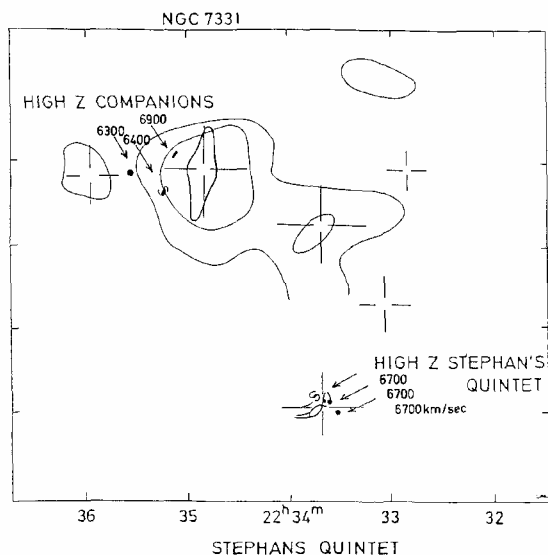 NGC 7331
HIGH Z COMPANIONS
6900
6300
6400
HIGH Z STEPHAN'S
QUINTET
6700
6700
6700km/sec
36 35 22ʰ34ᵐ 33 32
STEPHANS QUINTET